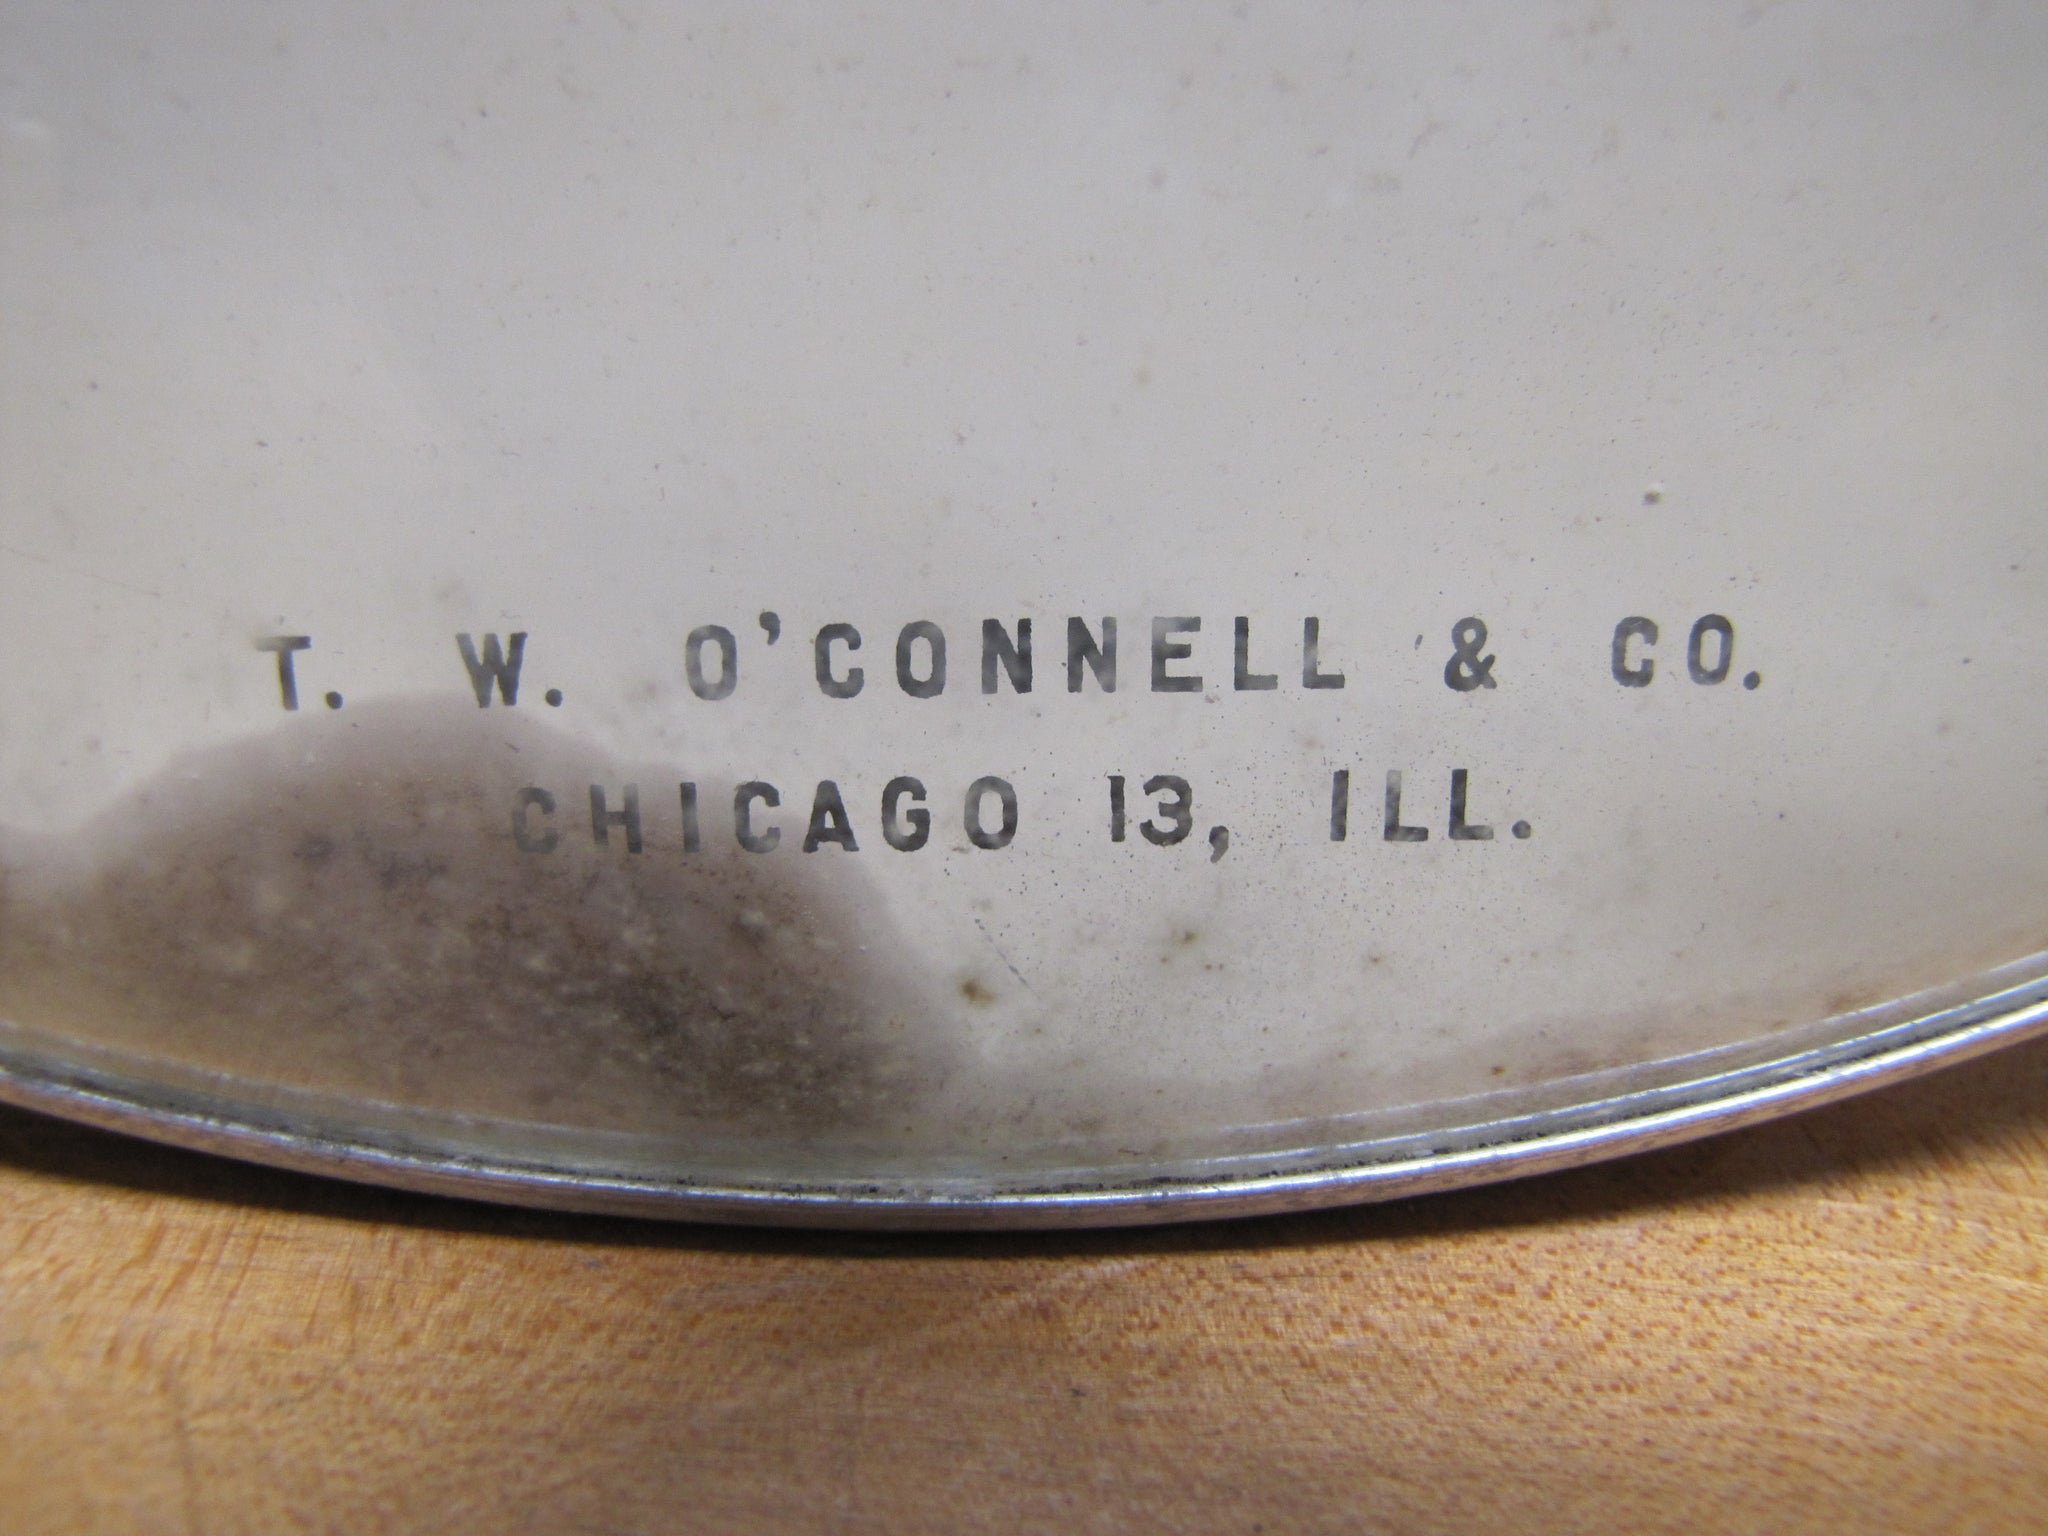 T. W. O'CONNELL & CO.
CHICAGO 13, ILL.